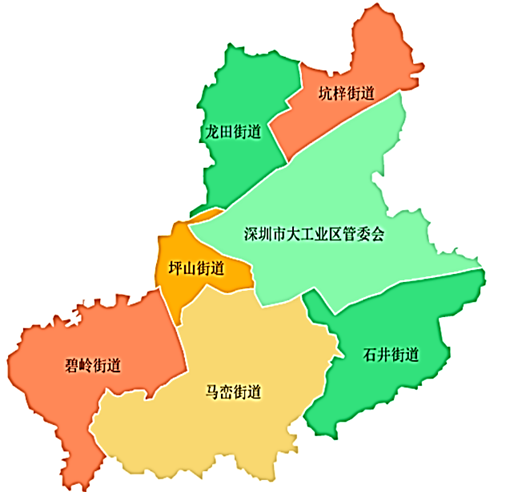 坑梓街道
龙田街道
深圳市大工业区管委会
坪山街道
石井街道
碧岭街道
马峦街道